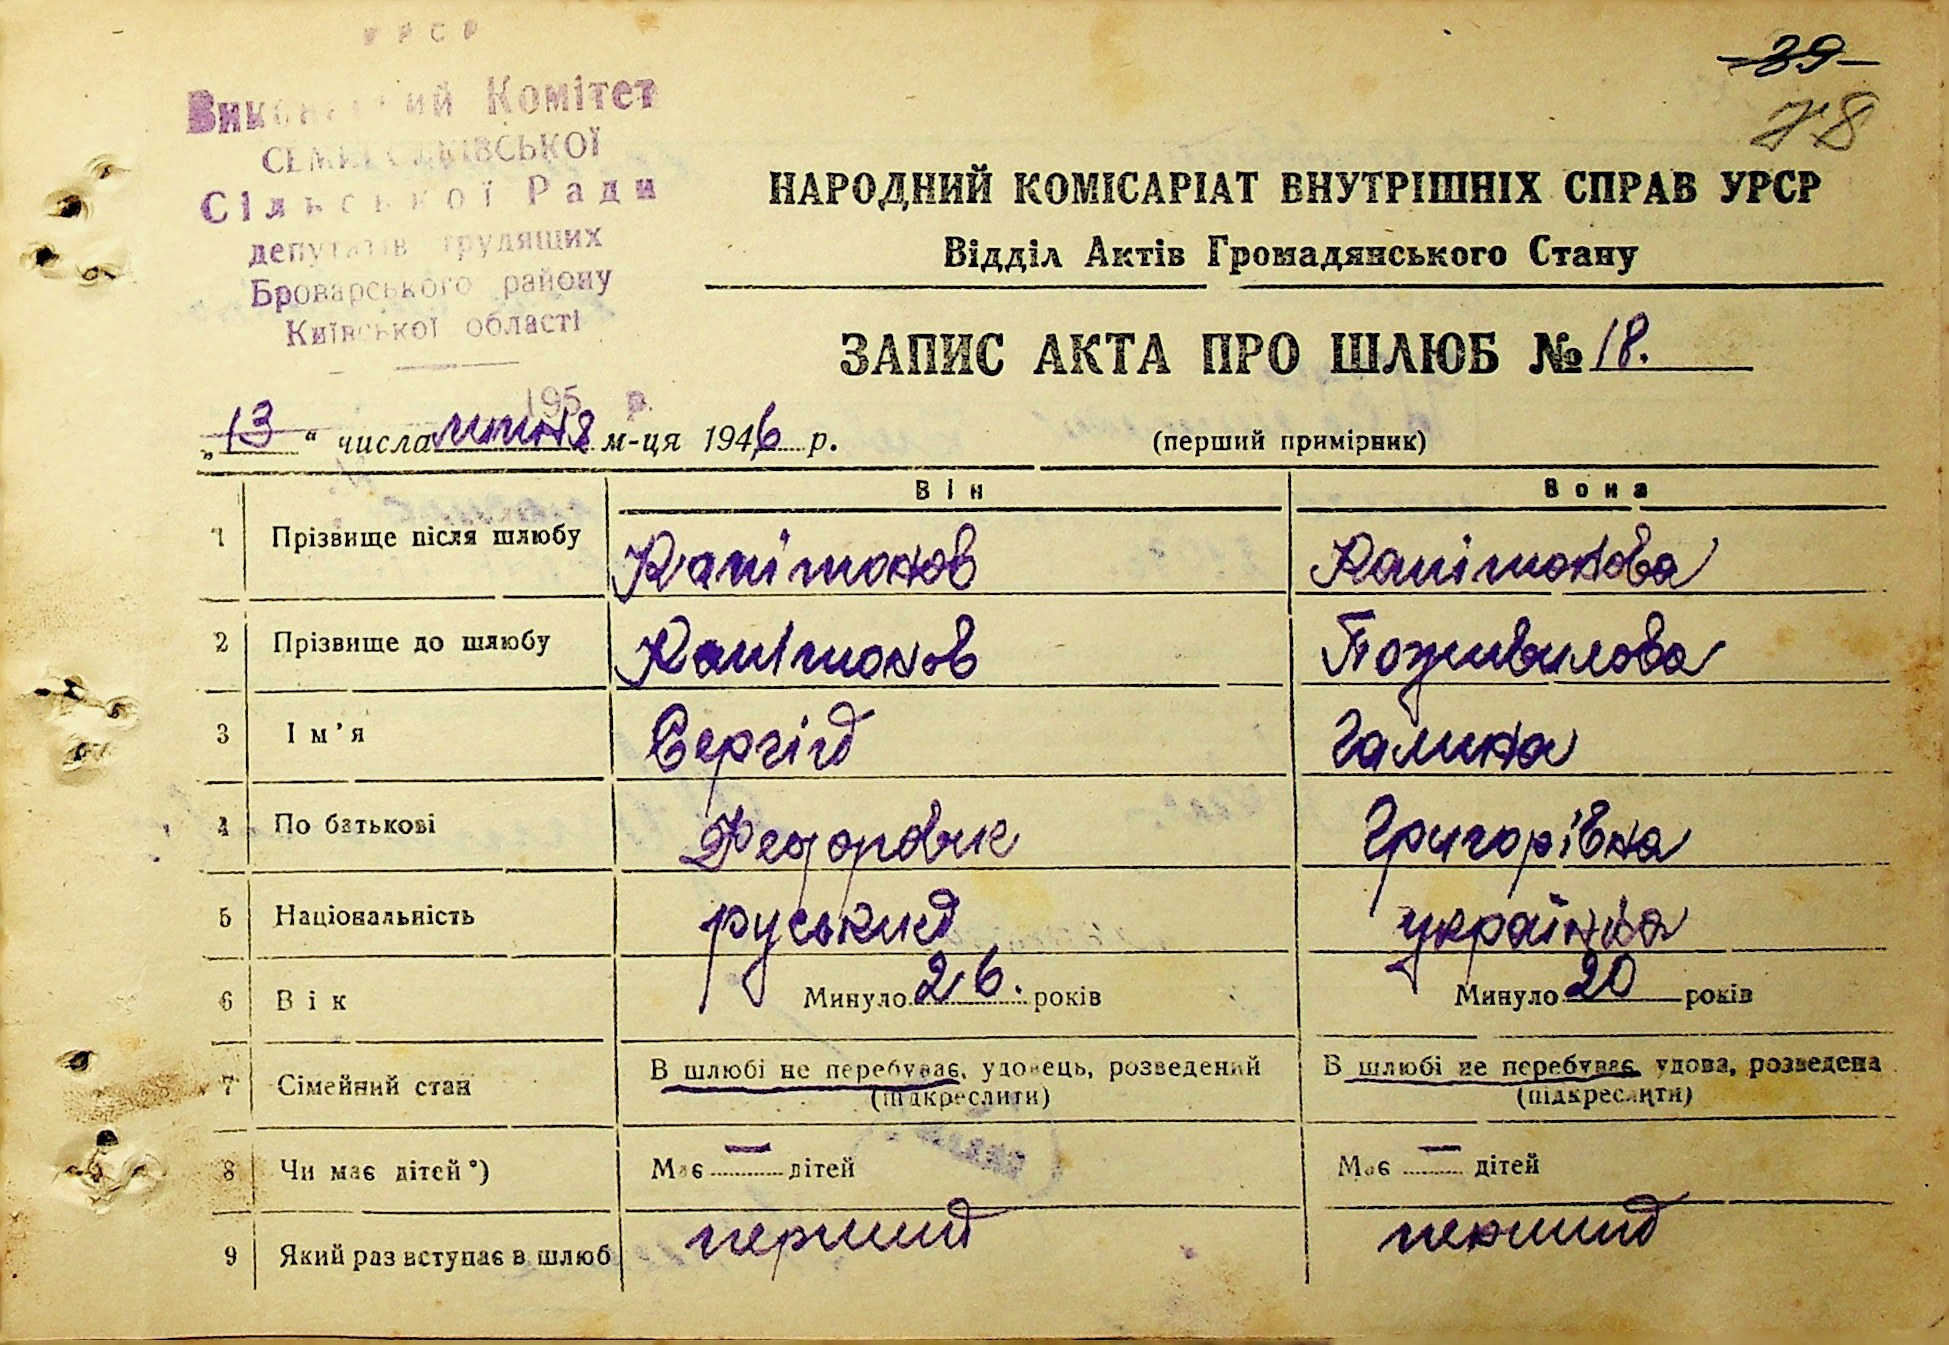 УРСР
Виконавчий Комітет
СЕМИПОЛКІВСЬКОЇ
Сільської Ради
депутатів трудящих
Броварського району
Київської області
195 р.
39
78
НАРОДНИЙ КОМІСАРІАТ ВНУТРІШНІХ СПРАВ УРСР
Відділ Актів Громадянського Стану
ЗАПИС АКТА ПРО ШЛЮБ № 18.
„13“ числа липня м-ця 1946 р. (перший примірник)
Він Вона
1 Прізвище після шлюбу Капітонов Капітонова
2 Прізвище до шлюбу Капітонов Поживилова
3 Ім'я Сергій Галина
4 По батькові Федорович Григорівна
5 Національність руський українка
6 Вік Минуло 26. років Минуло 20 років
7 Сімейний стан В шлюбі не перебуває, удовець, розведений В шлюбі не перебуває, удова, розведена
(підкреслити) (підкреслити)
8 Чи має дітей*) Має — дітей Має — дітей
9 Який раз вступає в шлюб перший перший